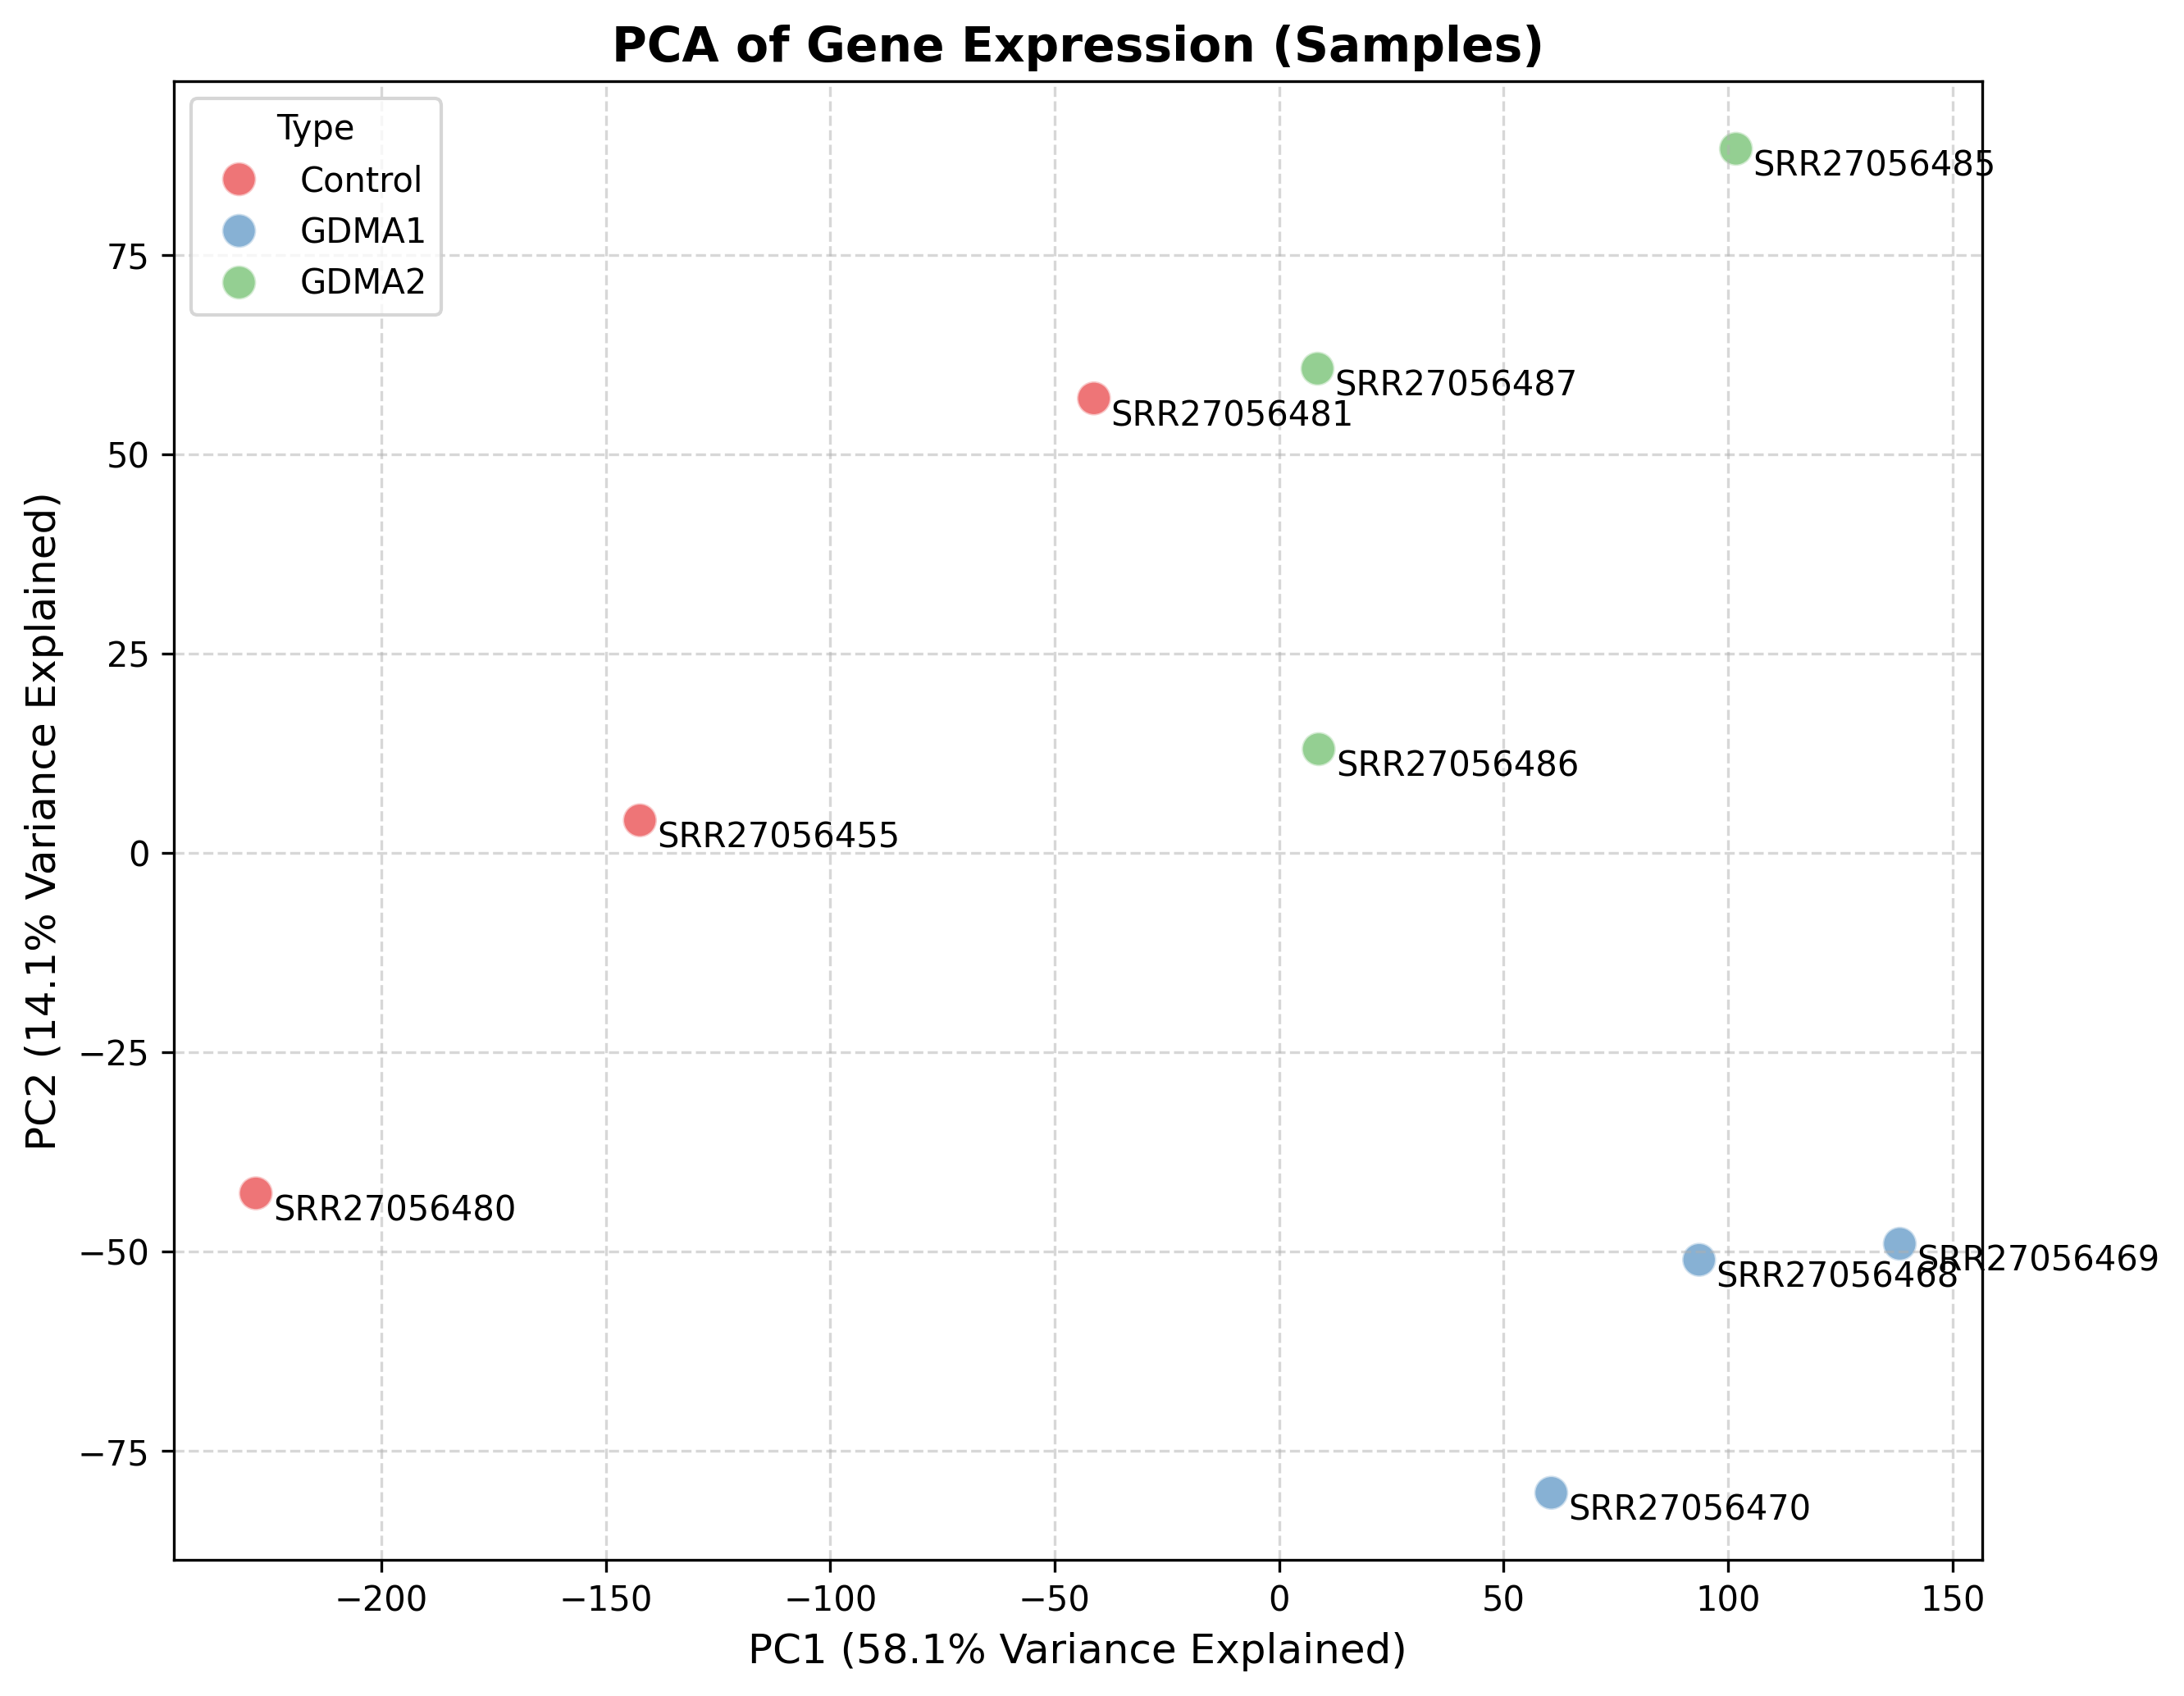 PCA of Gene Expression (Samples)
Type
Control
GDMA1
GDMA2
SRR27056485
SRR27056487
SRR27056481
SRR27056486
SRR27056455
SRR27056480
SRR27056469
SRR27056468
SRR27056470
75
50
25
0
−25
−50
−75
PC2 (14.1% Variance Explained)
−200 −150 −100 −50 0 50 100 150
PC1 (58.1% Variance Explained)